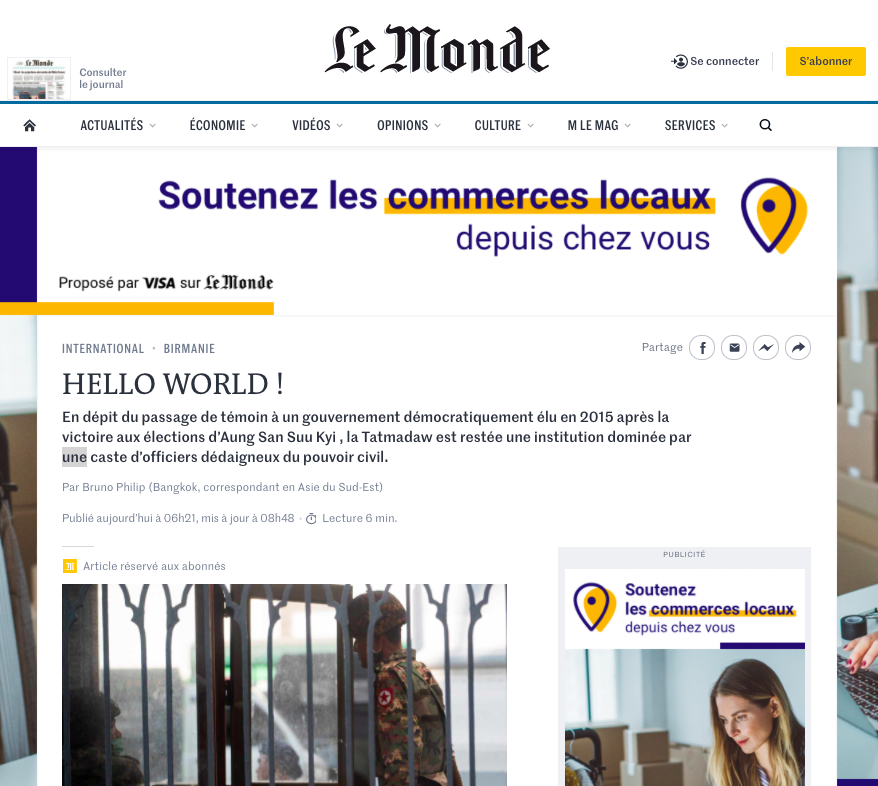 Le Monde
Consulter
le journal
Le Monde
Se connecter
S'abonner
ACTUALITÉS
ÉCONOMIE
VIDÉOS
OPINIONS
CULTURE
M LE MAG
SERVICES
Soutenez les commerces locaux
depuis chez vous
Proposé par VISA sur Le Monde
INTERNATIONAL • BIRMANIE
Partage
HELLO WORLD !
En dépit du passage de témoin à un gouvernement démocratiquement élu en 2015 après la
victoire aux élections d’Aung San Suu Kyi , la Tatmadaw est restée une institution dominée par
une caste d’officiers dédaigneux du pouvoir civil.
Par Bruno Philip (Bangkok, correspondant en Asie du Sud-Est)
Publié aujourd’hui à 06h21, mis à jour à 08h48 • Lecture 6 min.
Article réservé aux abonnés
PUBLICITÉ
Soutenez
les commerces locaux
depuis chez vous